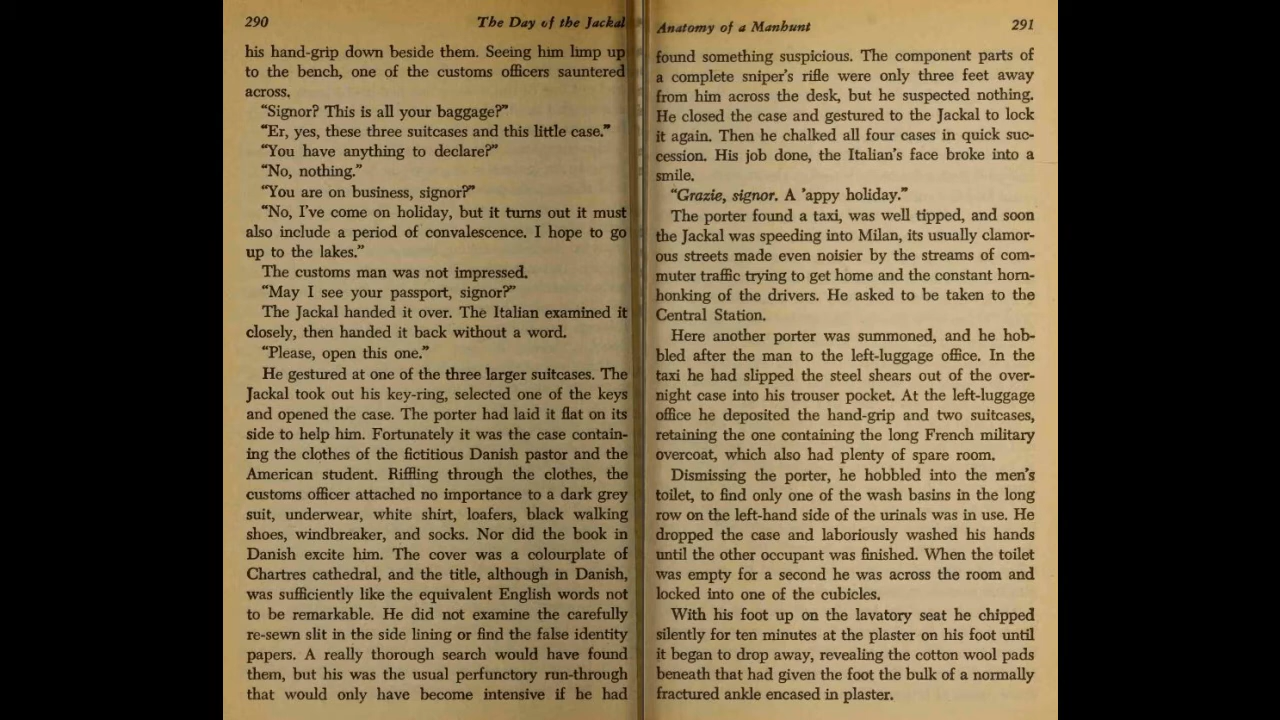 290 The Day of the Jackal
his hand-grip down beside them. Seeing him limp up
to the bench, one of the customs officers sauntered
across.
"Signor? This is all your baggage?"
"Er, yes, these three suitcases and this little case."
"You have anything to declare?"
"No, nothing."
"You are on business, signor?"
"No, I've come on holiday, but it turns out it must
also include a period of convalescence. I hope to go
up to the lakes."
The customs man was not impressed.
"May I see your passport, signor?"
The Jackal handed it over. The Italian examined it
closely, then handed it back without a word.
"Please, open this one."
He gestured at one of the three larger suitcases. The
Jackal took out his key-ring, selected one of the keys
and opened the case. The porter had laid it flat on its
side to help him. Fortunately it was the case contain-
ing the clothes of the fictitious Danish pastor and the
American student. Riffling through the clothes, the
customs officer attached no importance to a dark grey
suit, underwear, white shirt, loafers, black walking
shoes, windbreaker, and socks. Nor did the book in
Danish excite him. The cover was a colourplate of
Chartres cathedral, and the title, although in Danish,
was sufficiently like the equivalent English words not
to be remarkable. He did not examine the carefully
re-sewn slit in the side lining or find the false identity
papers. A really thorough search would have found
them, but his was the usual perfunctory run-through
that would only have become intensive if he had
Anatomy of a Manhunt 291
found something suspicious. The component parts of
a complete sniper's rifle were only three feet away
from him across the desk, but he suspected nothing.
He closed the case and gestured to the Jackal to lock
it again. Then he chalked all four cases in quick suc-
cession. His job done, the Italian's face broke into a
smile.
"Grazie, signor. A 'appy holiday."
The porter found a taxi, was well tipped, and soon
the Jackal was speeding into Milan, its usually clamor-
ous streets made even noisier by the streams of com-
muter traffic trying to get home and the constant horn-
honking of the drivers. He asked to be taken to the
Central Station.
Here another porter was summoned, and he hob-
bled after the man to the left-luggage office. In the
taxi he had slipped the steel shears out of the over-
night case into his trouser pocket. At the left-luggage
office he deposited the hand-grip and two suitcases,
retaining the one containing the long French military
overcoat, which also had plenty of spare room.
Dismissing the porter, he hobbled into the men's
toilet, to find only one of the wash basins in the long
row on the left-hand side of the urinals was in use. He
dropped the case and laboriously washed his hands
until the other occupant was finished. When the toilet
was empty for a second he was across the room and
locked into one of the cubicles.
With his foot up on the lavatory seat he chipped
silently for ten minutes at the plaster on his foot until
it began to drop away, revealing the cotton wool pads
beneath that had given the foot the bulk of a normally
fractured ankle encased in plaster.